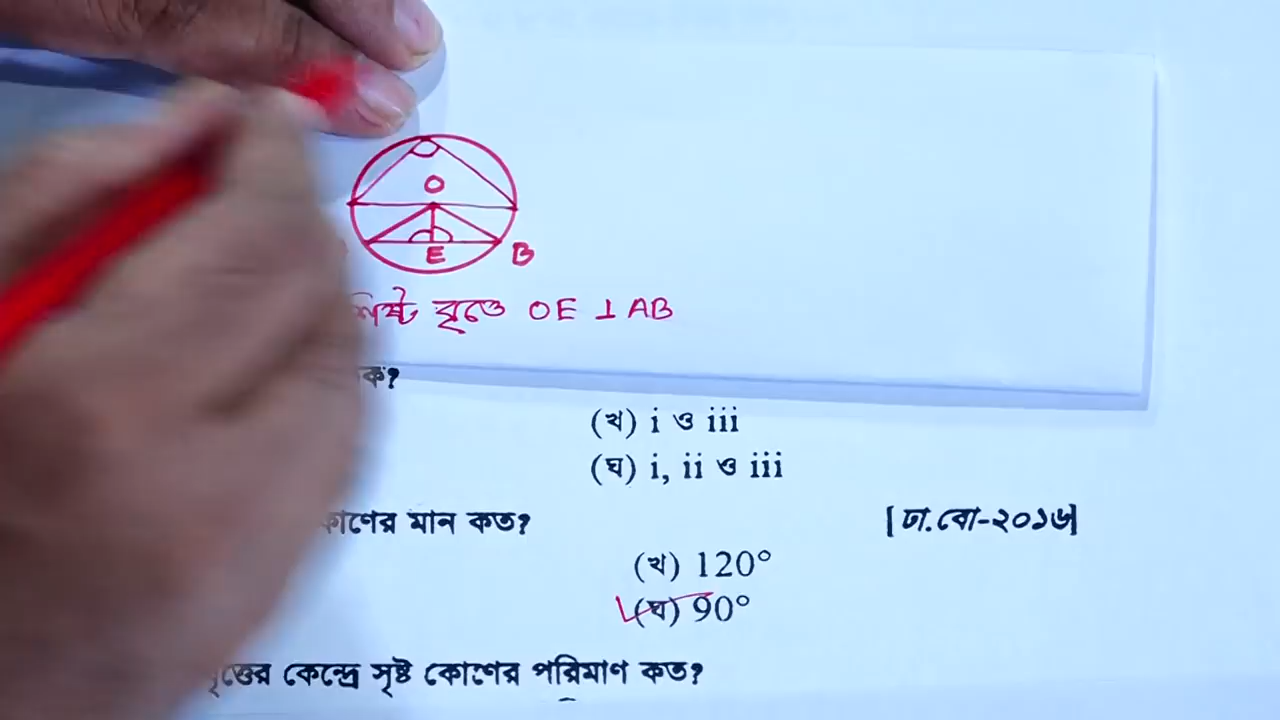 O
E B
বৃত্তে OE ⊥ AB
(খ) i ও iii
(ঘ) i, ii ও iii
মান কত? [ঢা.বো-২০১৬]
(খ) 120°
(ঘ) 90°
কেন্দ্রে সৃষ্ট কোণের পরিমাণ কত?